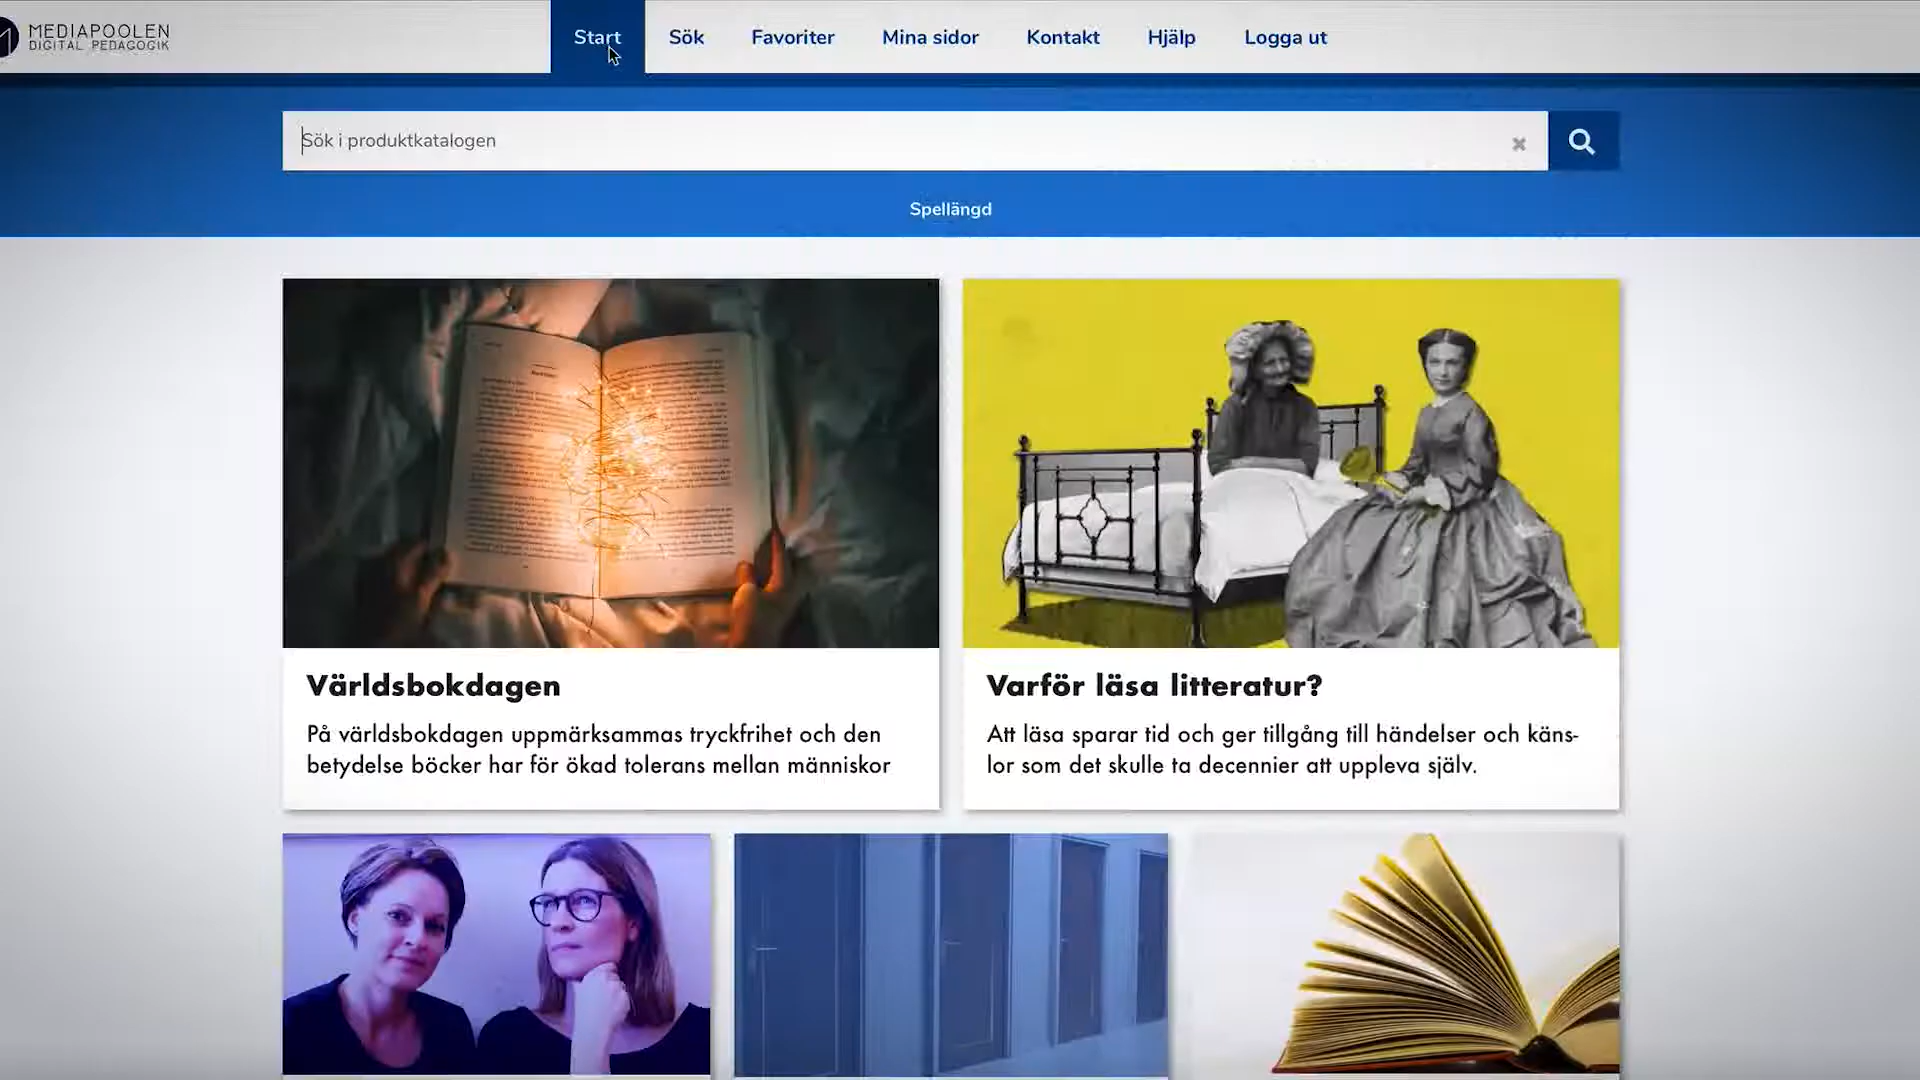 MEDIAPOOLEN
DIGITAL PEDAGOGIK
Start
Sök
Favoriter
Mina sidor
Kontakt
Hjälp
Logga ut
Sök i produktkatalogen
Spellängd
Världsbokdagen
På världsbokdagen uppmärksammas tryckfrihet och den
betydelse böcker har för ökad tolerans mellan människor
Varför läsa litteratur?
Att läsa sparar tid och ger tillgång till händelser och käns-
lor som det skulle ta decennier att uppleva själv.